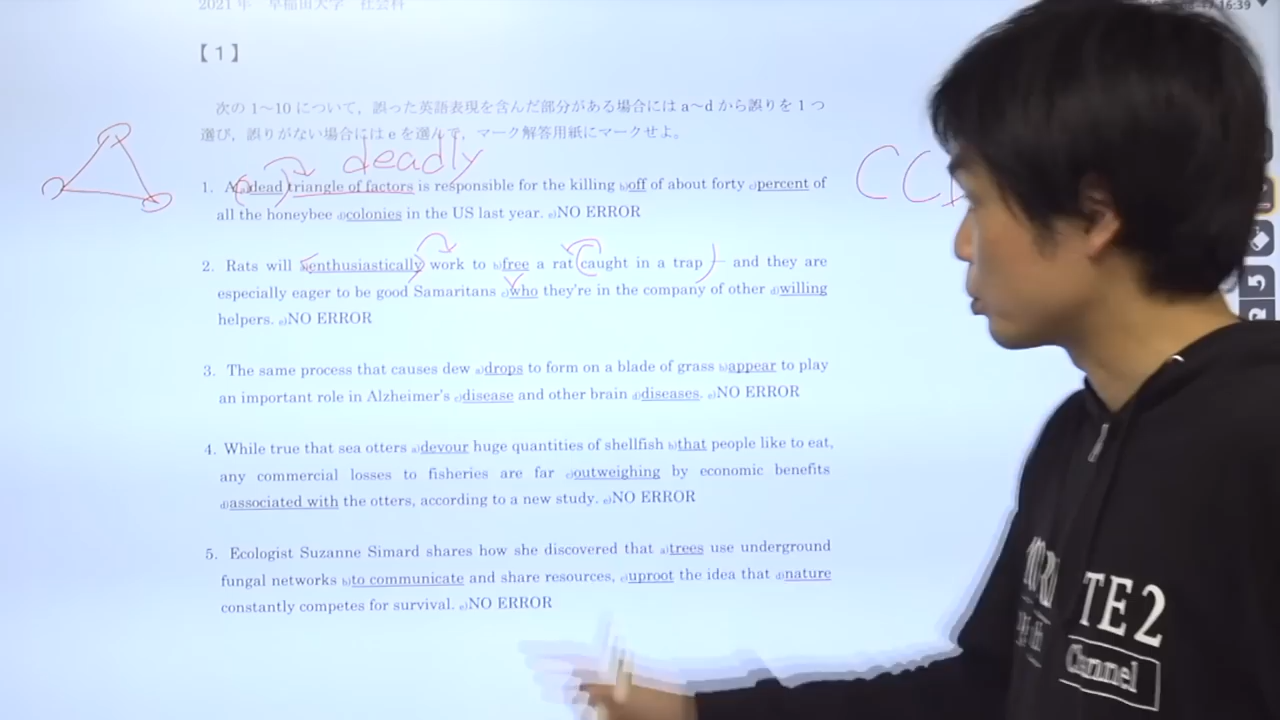 2021年 早稲田大学 社会科
16:39
【1】
次の1〜10について，誤った英語表現を含んだ部分がある場合にはa〜dから誤りを1つ
選び，誤りがない場合にはeを選んで，マーク解答用紙にマークせよ。
deadly
1. A a)dead triangle of factors is responsible for the killing b)off of about forty c)percent of
all the honeybee d)colonies in the US last year. e)NO ERROR
CC
2. Rats will a)enthusiastically work to b)free a rat caught in a trap, and they are
especially eager to be good Samaritans c)who they're in the company of other d)willing
helpers. e)NO ERROR
3. The same process that causes dew a)drops to form on a blade of grass b)appear to play
an important role in Alzheimer's c)disease and other brain d)diseases. e)NO ERROR
4. While true that sea otters a)devour huge quantities of shellfish b)that people like to eat,
any commercial losses to fisheries are far c)outweighing by economic benefits
d)associated with the otters, according to a new study. e)NO ERROR
5. Ecologist Suzanne Simard shares how she discovered that a)trees use underground
fungal networks b)to communicate and share resources, c)uproot the idea that d)nature
constantly competes for survival. e)NO ERROR
TE2
Channel